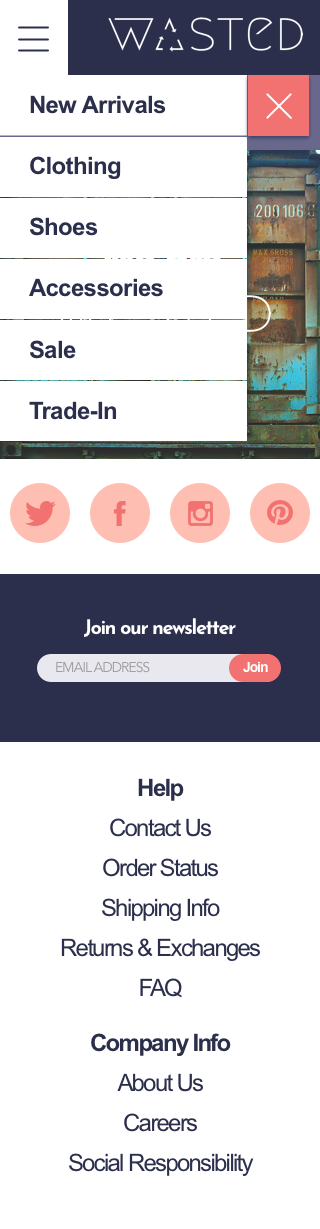 WASTED
New Arrivals
Clothing
200106
MAX.GROSS
Shoes
Accessories
Sale
Trade-In
Join our newsletter
EMAIL ADDRESS
Join
Help
Contact Us
Order Status
Shipping Info
Returns & Exchanges
FAQ
Company Info
About Us
Careers
Social Responsibility